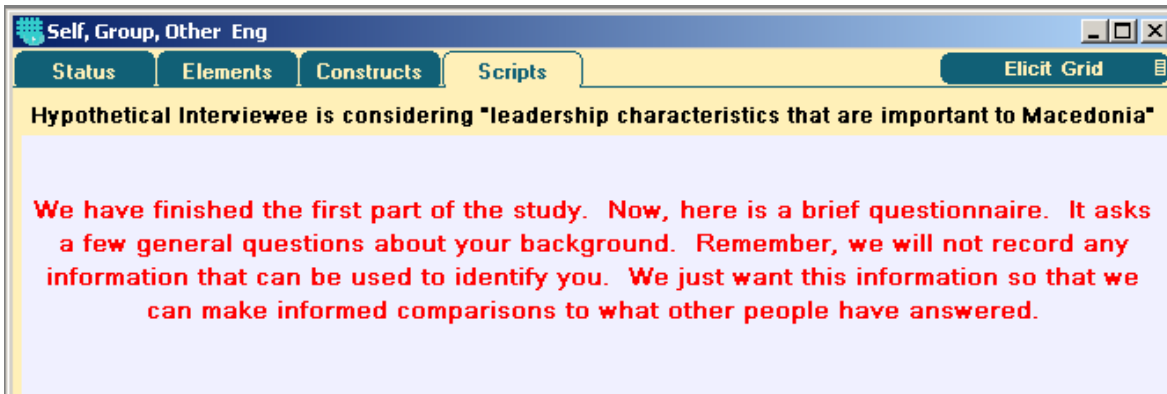 Self, Group, Other Eng
Status Elements Constructs Scripts Elicit Grid
Hypothetical Interviewee is considering "leadership characteristics that are important to Macedonia"
We have finished the first part of the study. Now, here is a brief questionnaire. It asks
a few general questions about your background. Remember, we will not record any
information that can be used to identify you. We just want this information so that we
can make informed comparisons to what other people have answered.